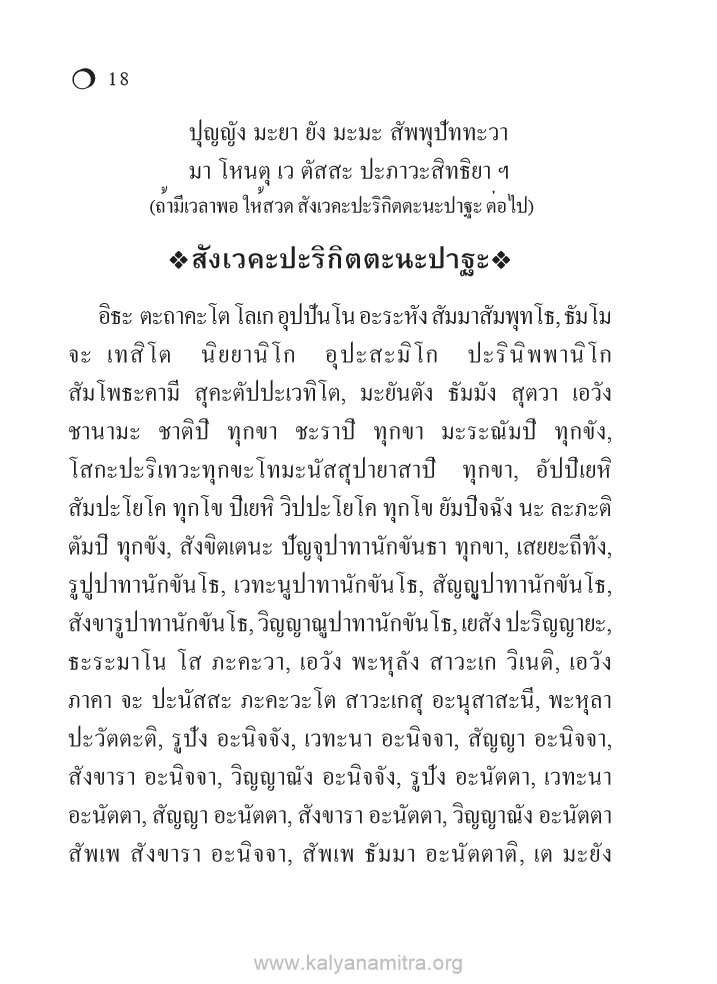 18
ปุญญัง มะยา ยัง มะมะ สัพพุปัททะวา
มา โหนตุ เว ตัสสะ ปะภาวะสิทธิยา ฯ
(ถ้ามีเวลาพอ ให้สวด สังเวคะปะริกิตตะนะปาฐะ ต่อไป)
❖สังเวคะปะริกิตตะนะปาฐะ❖
อิธะ ตะถาคะโต โลเก อุปปันโน อะระหัง สัมมาสัมพุทโธ, ธัมโม
จะ เทสิโต นิยยานิโก อุปะสะมิโก ปะรินิพพานิโก
สัมโพธะคามี สุคะตัปปะเวทิโต, มะยันตัง ธัมมัง สุตวา เอวัง
ชานามะ ชาติปิ ทุกขา ชะราปิ ทุกขา มะระณัมปิ ทุกขัง,
โสกะปะริเทวะทุกขะโทมะนัสสุปายาสาปิ ทุกขา, อัปปิเยหิ
สัมปะโยโค ทุกโข ปิเยหิ วิปปะโยโค ทุกโข ยัมปิจฉัง นะ ละภะติ
ตัมปิ ทุกขัง, สังขิตเตนะ ปัญจุปาทานักขันธา ทุกขา, เสยยะถีทัง,
รูปูปาทานักขันโธ, เวทะนูปาทานักขันโธ, สัญญูปาทานักขันโธ,
สังขารูปาทานักขันโธ, วิญญาณูปาทานักขันโธ, เยสัง ปะริญญายะ,
ธะระมาโน โส ภะคะวา, เอวัง พะหุลัง สาวะเก วิเนติ, เอวัง
ภาคา จะ ปะนัสสะ ภะคะวะโต สาวะเกสุ อะนุสาสะนี, พะหุลา
ปะวัตตะติ, รูปัง อะนิจจัง, เวทะนา อะนิจจา, สัญญา อะนิจจา,
สังขารา อะนิจจา, วิญญาณัง อะนิจจัง, รูปัง อะนัตตา, เวทะนา
อะนัตตา, สัญญา อะนัตตา, สังขารา อะนัตตา, วิญญาณัง อะนัตตา
สัพเพ สังขารา อะนิจจา, สัพเพ ธัมมา อะนัตตาติ, เต มะยัง
www.kalyanamitra.org